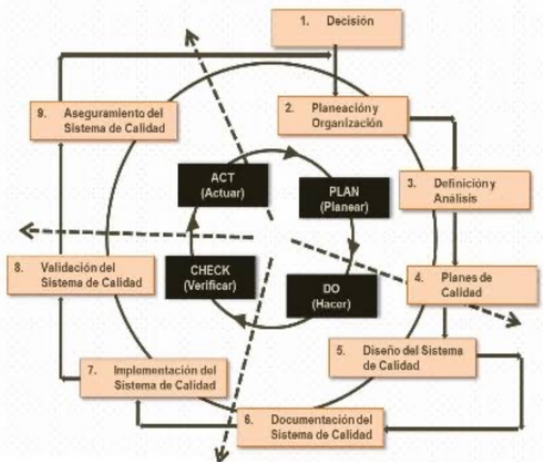 1. Decisión
2. Planeación y
Organización
3. Definición y
Análisis
4. Planes de
Calidad
5. Diseño del Sistema
de Calidad
6. Documentación del
Sistema de Calidad
7. Implementación del
Sistema de Calidad
8. Validación del
Sistema de Calidad
9. Aseguramiento del
Sistema de Calidad
ACT
(Actuar)
PLAN
(Planear)
CHECK
(Verificar)
DO
(Hacer)